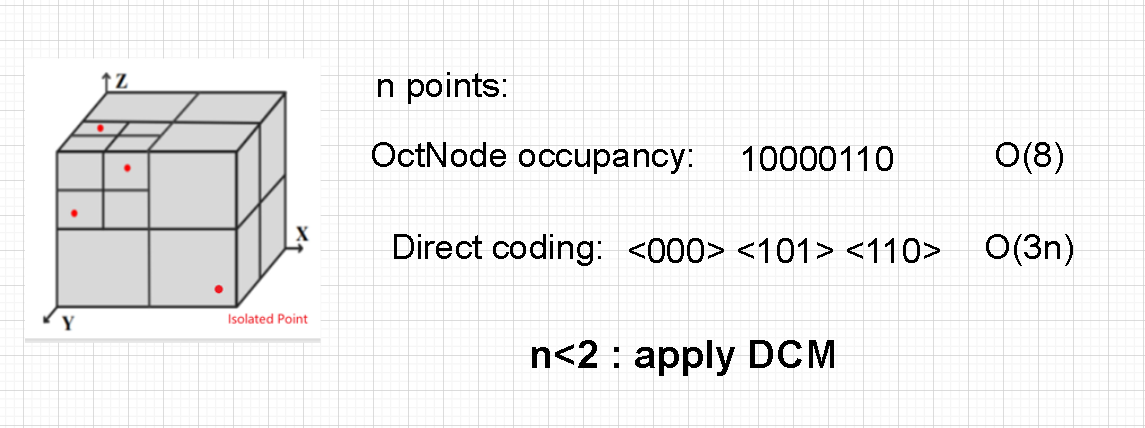 Z
X
Y
Isolated Point
n points:
OctNode occupancy: 10000110 O(8)
Direct coding: <000> <101> <110> O(3n)
n<2 : apply DCM